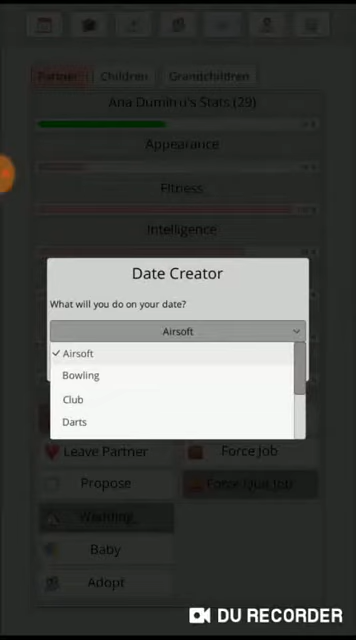 Partner Children Grandchildren
Ana Dumitru's Stats (29)
Appearance
Fitness
Intelligence
Date Creator
What will you do on your date?
Airsoft
Airsoft
Bowling
Club
Darts
Leave Partner Force Job
Propose Force Quit Job
Wedding
Baby
Adopt
DU RECORDER